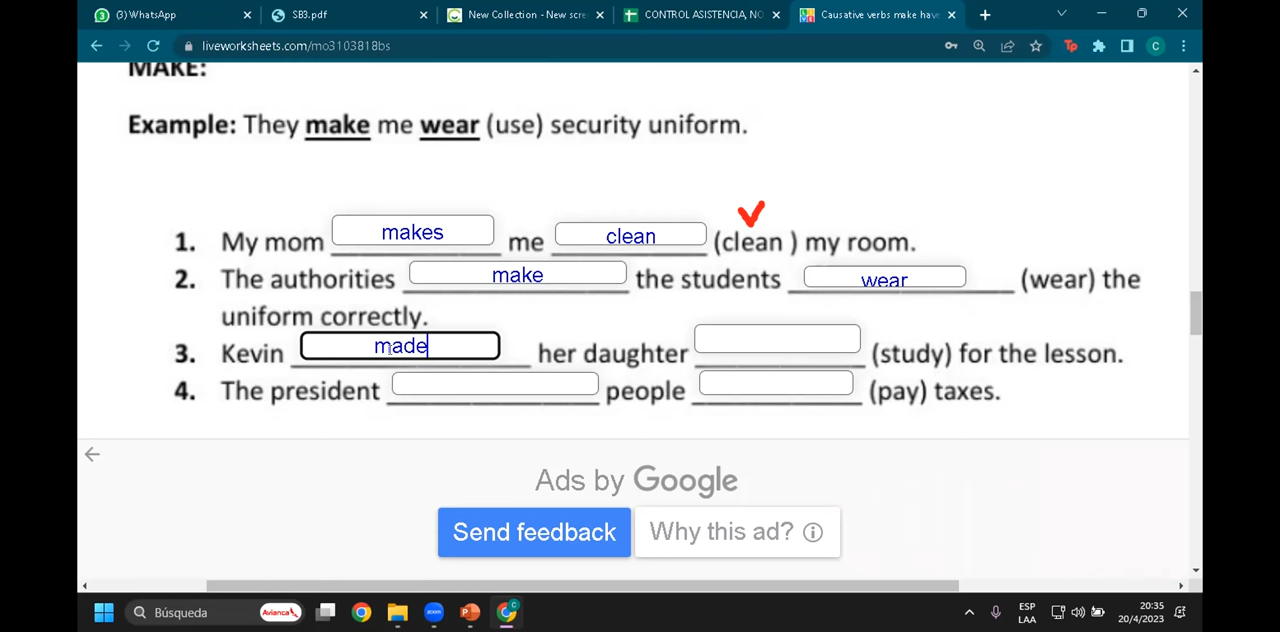 (3) WhatsApp
SB3.pdf
New Collection - New scre
CONTROL ASISTENCIA, NO
Causative verbs make have
liveworksheets.com/mo3103818bs
MAKE:
Example: They make me wear (use) security uniform.
1. My mom makes me clean (clean ) my room.
2. The authorities make the students wear (wear) the
uniform correctly.
3. Kevin made her daughter (study) for the lesson.
4. The president people (pay) taxes.
Ads by Google
Send feedback Why this ad?
Búsqueda
Avianca
ESP
LAA
20:35
20/4/2023